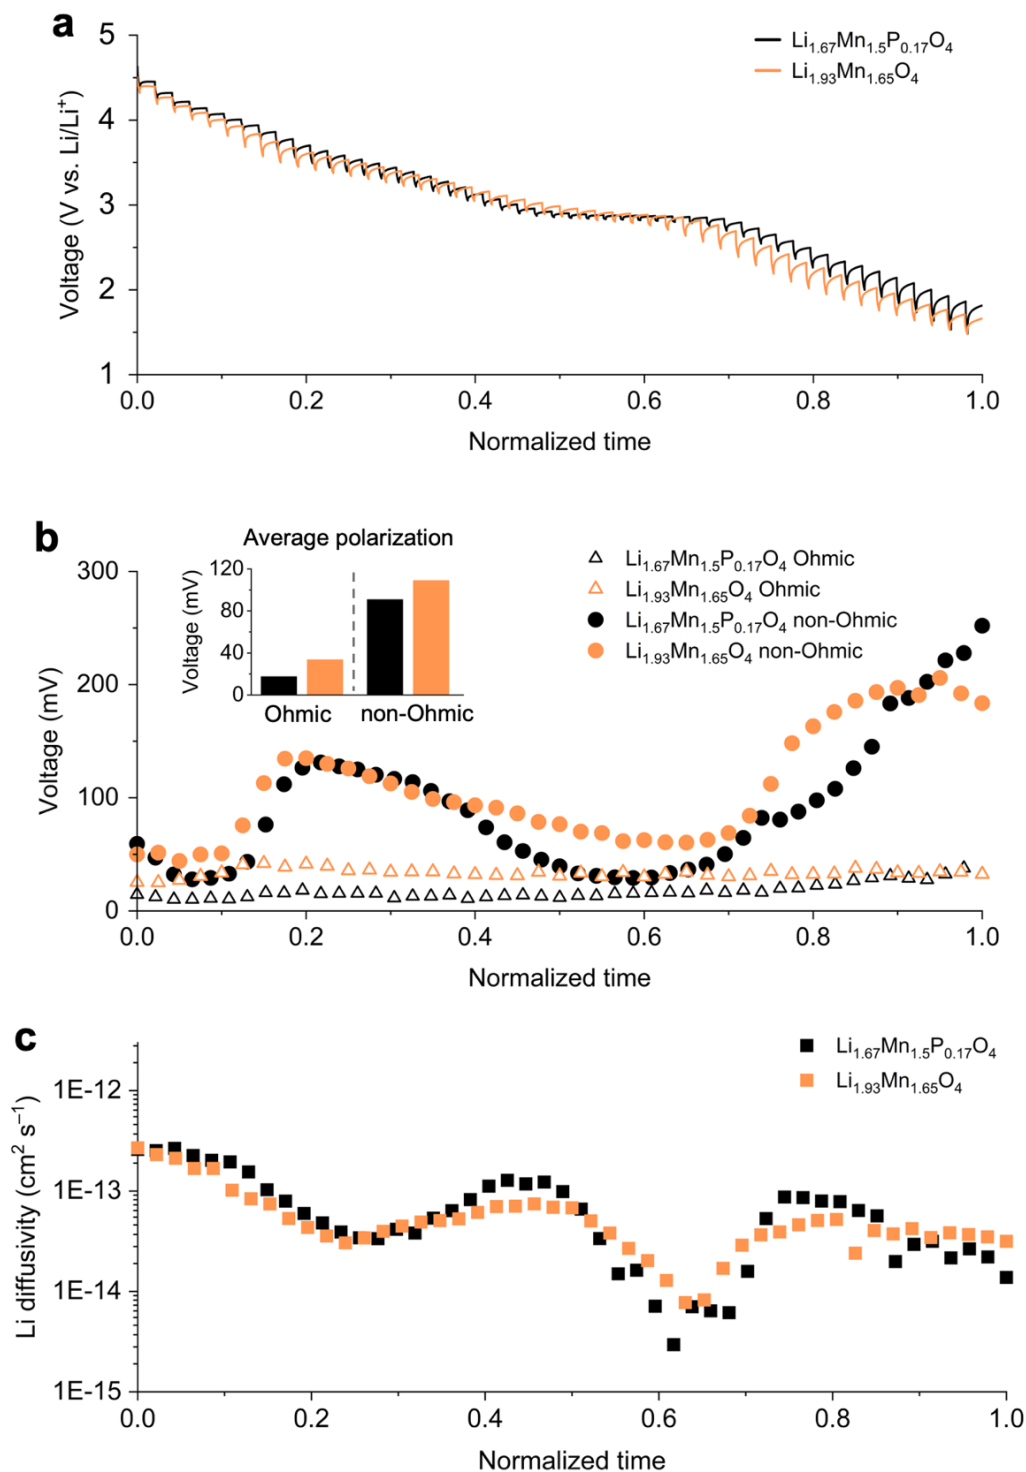 a
5
4
3
2
1
Voltage (V vs. Li/Li⁺)
Li₁.₆₇Mn₁.₅P₀.₁₇O₄
Li₁.₉₃Mn₁.₆₅O₄
0.0 0.2 0.4 0.6 0.8 1.0
Normalized time
b
Average polarization
120
80
40
0
Voltage (mV)
Ohmic non-Ohmic
Li₁.₆₇Mn₁.₅P₀.₁₇O₄ Ohmic
Li₁.₉₃Mn₁.₆₅O₄ Ohmic
Li₁.₆₇Mn₁.₅P₀.₁₇O₄ non-Ohmic
Li₁.₉₃Mn₁.₆₅O₄ non-Ohmic
300
200
100
0
Voltage (mV)
0.0 0.2 0.4 0.6 0.8 1.0
Normalized time
c
Li₁.₆₇Mn₁.₅P₀.₁₇O₄
Li₁.₉₃Mn₁.₆₅O₄
1E-12
1E-13
1E-14
1E-15
Li diffusivity (cm² s⁻¹)
0.0 0.2 0.4 0.6 0.8 1.0
Normalized time